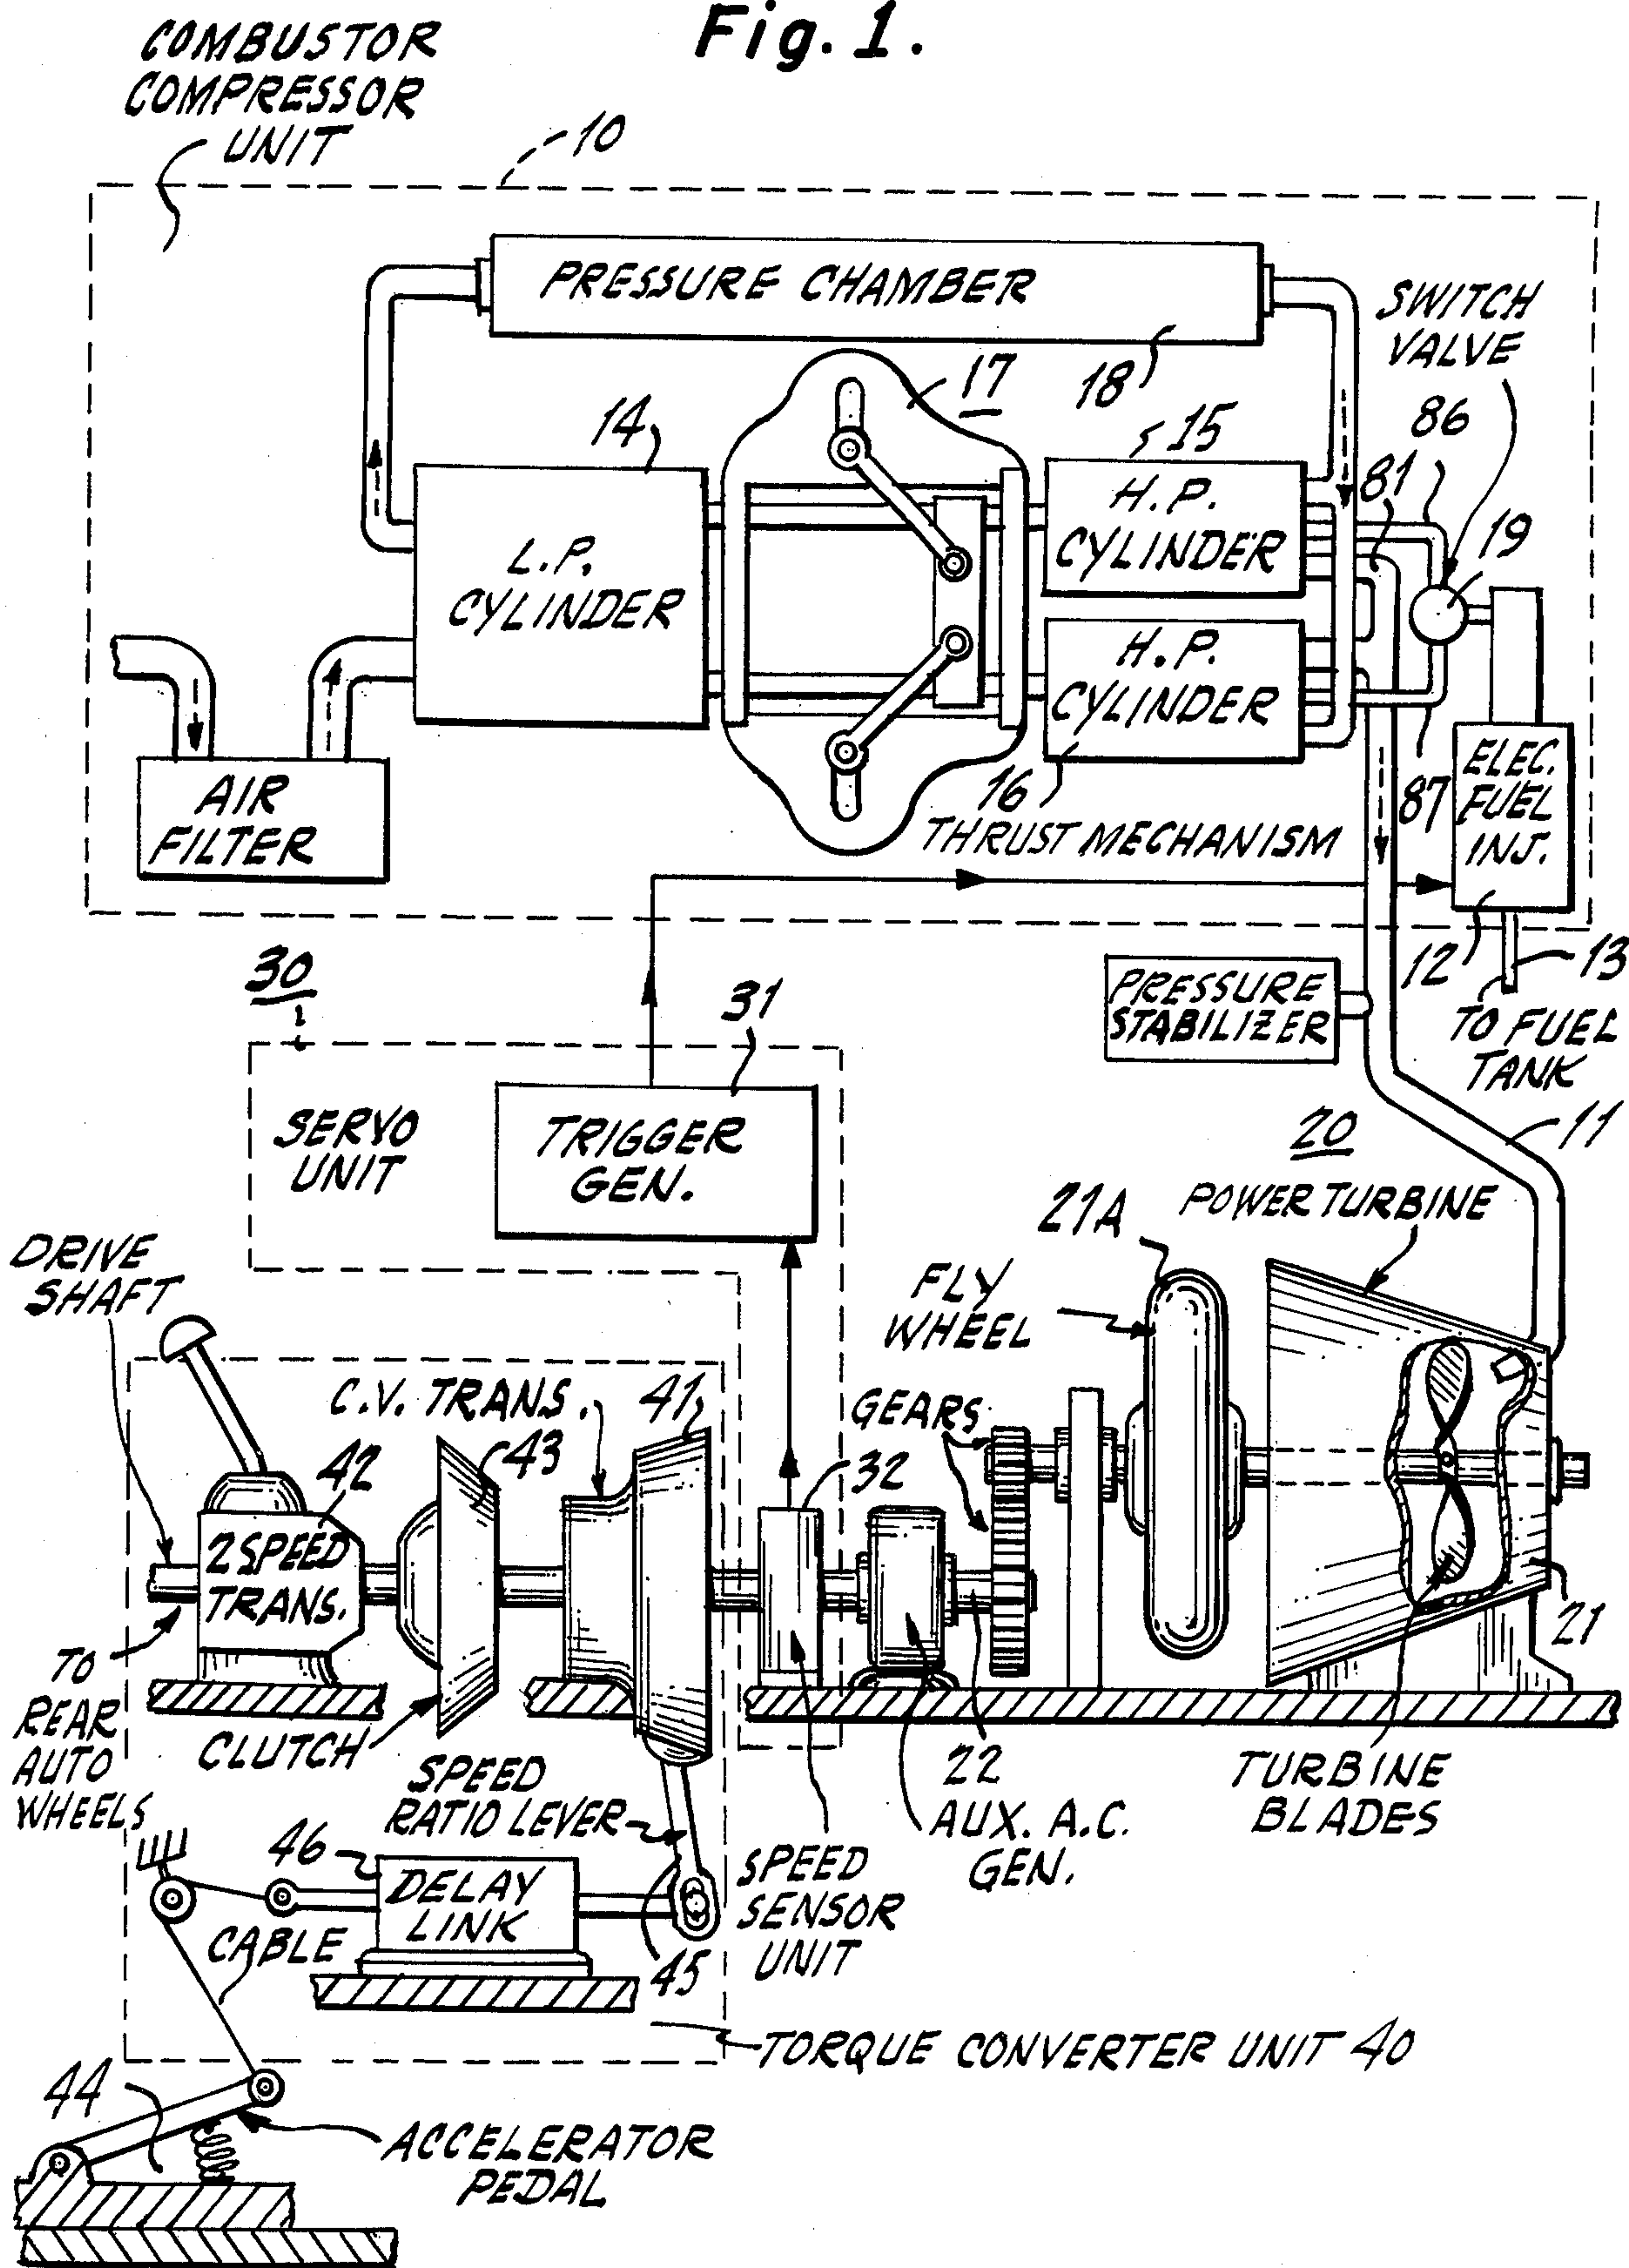 Fig. 1.
COMBUSTOR
COMPRESSOR
UNIT
10
PRESSURE CHAMBER
18
SWITCH
VALVE
17
14
15
86
81
19
L.P.
CYLINDER
H.P.
CYLINDER
H.P.
CYLINDER
16
87
AIR
FILTER
THRUST MECHANISM
ELEC.
FUEL
INJ.
12
13
TO FUEL
TANK
30
31
PRESSURE
STABILIZER
SERVO
UNIT
TRIGGER
GEN.
11
20
POWER TURBINE
21A
FLY
WHEEL
DRIVE
SHAFT
C.V. TRANS.
41
GEARS
42
43
32
2 SPEED
TRANS.
21
TO
REAR
AUTO
WHEELS
CLUTCH
SPEED
RATIO LEVER
22
AUX. A.C.
GEN.
TURBINE
BLADES
46
DELAY
LINK
SPEED
SENSOR
UNIT
CABLE
45
TORQUE CONVERTER UNIT 40
44
ACCELERATOR
PEDAL